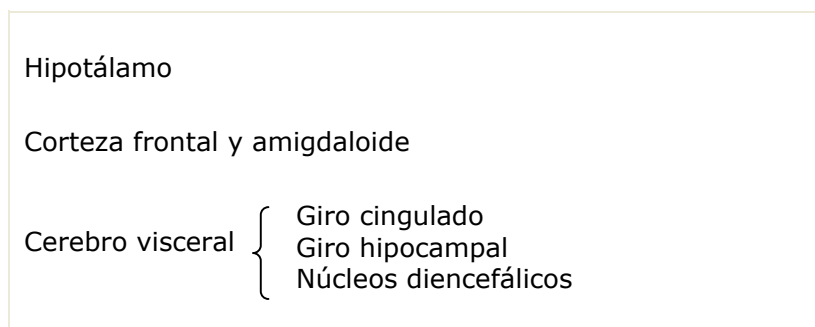 Hipotálamo
Corteza frontal y amigdaloide
Cerebro visceral
Giro cingulado
Giro hipocampal
Núcleos diencefálicos